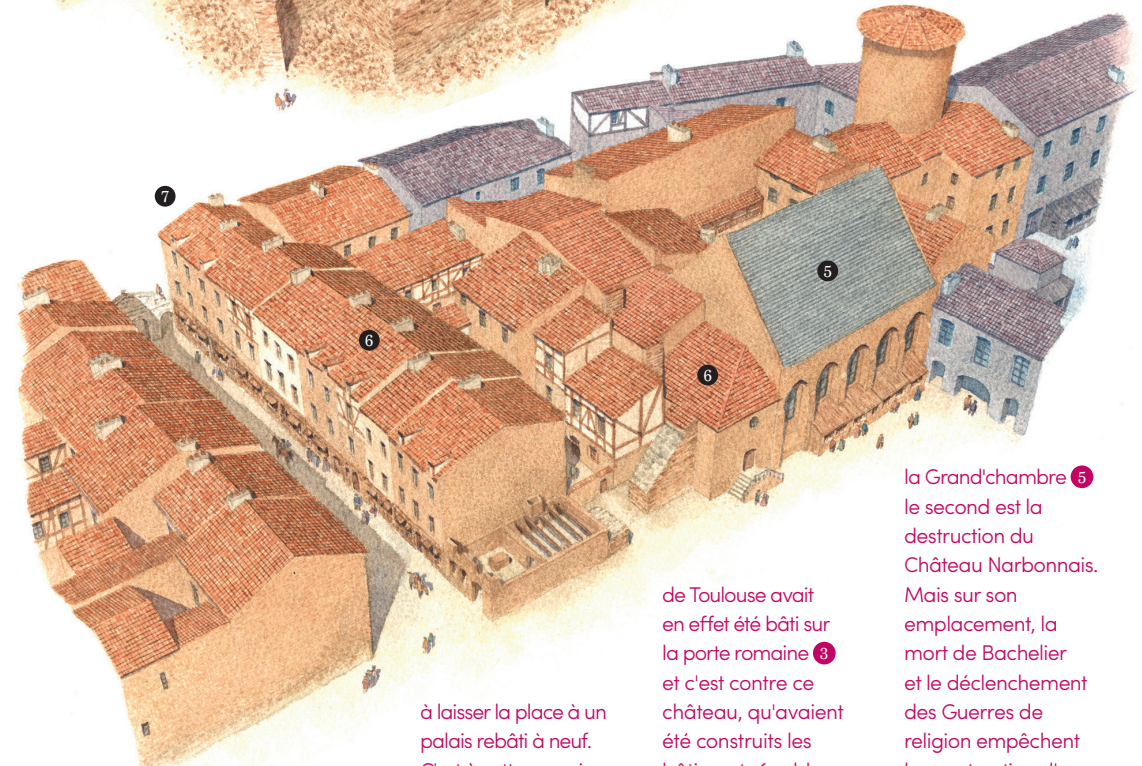 7
5
6
6
à laisser la place à un
palais rebâti à neuf.
de Toulouse avait
en effet été bâti sur
la porte romaine 3
et c'est contre ce
château, qu'avaient
été construits les
la Grand'chambre 5
le second est la
destruction du
Château Narbonnais.
Mais sur son
emplacement, la
mort de Bachelier
et le déclenchement
des Guerres de
religion empêchent